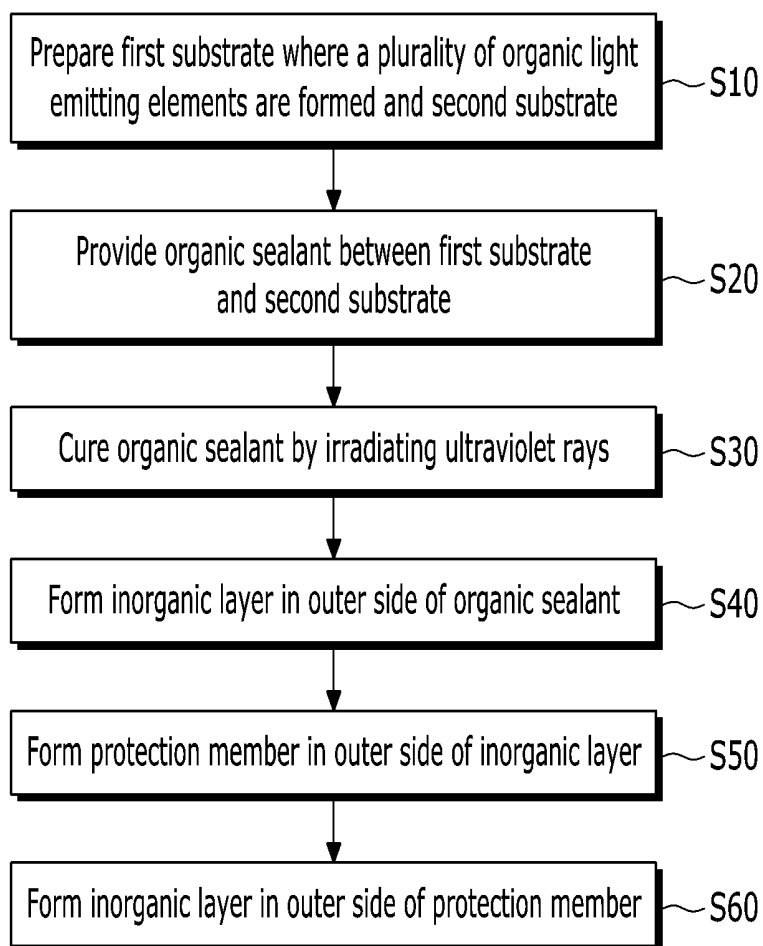 Prepare first substrate where a plurality of organic light
emitting elements are formed and second substrate
S10
Provide organic sealant between first substrate
and second substrate
S20
Cure organic sealant by irradiating ultraviolet rays
S30
Form inorganic layer in outer side of organic sealant
S40
Form protection member in outer side of inorganic layer
S50
Form inorganic layer in outer side of protection member
S60